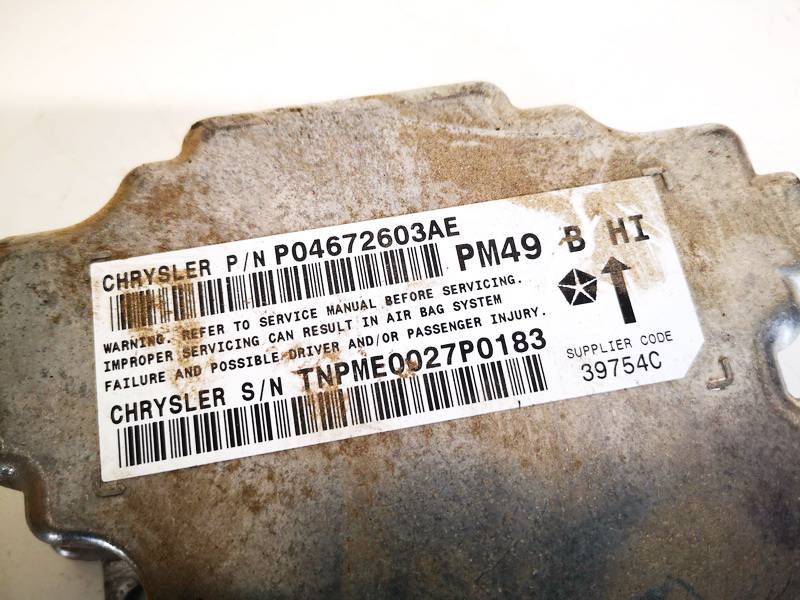 CHRYSLER P/N P04672603AE
PM49 B HI
WARNING. REFER TO SERVICE MANUAL BEFORE SERVICING.
IMPROPER SERVICING CAN RESULT IN AIR BAG SYSTEM
FAILURE AND POSSIBLE DRIVER AND/OR PASSENGER INJURY.
CHRYSLER S/N TNPME0027P0183
SUPPLIER CODE
39754C